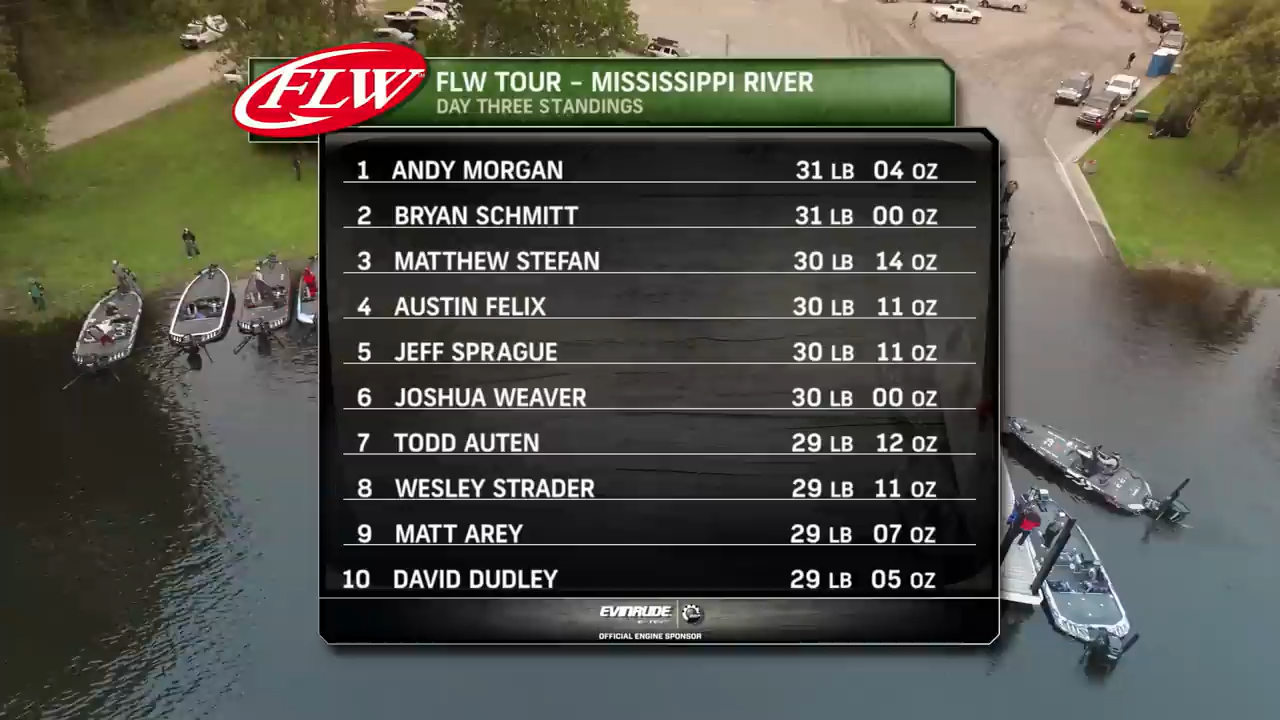 FLW
FLW TOUR - MISSISSIPPI RIVER
DAY THREE STANDINGS
1 ANDY MORGAN 31 LB 04 OZ
2 BRYAN SCHMITT 31 LB 00 OZ
3 MATTHEW STEFAN 30 LB 14 OZ
4 AUSTIN FELIX 30 LB 11 OZ
5 JEFF SPRAGUE 30 LB 11 OZ
6 JOSHUA WEAVER 30 LB 00 OZ
7 TODD AUTEN 29 LB 12 OZ
8 WESLEY STRADER 29 LB 11 OZ
9 MATT AREY 29 LB 07 OZ
10 DAVID DUDLEY 29 LB 05 OZ
EVINRUDE
OFFICIAL ENGINE SPONSOR